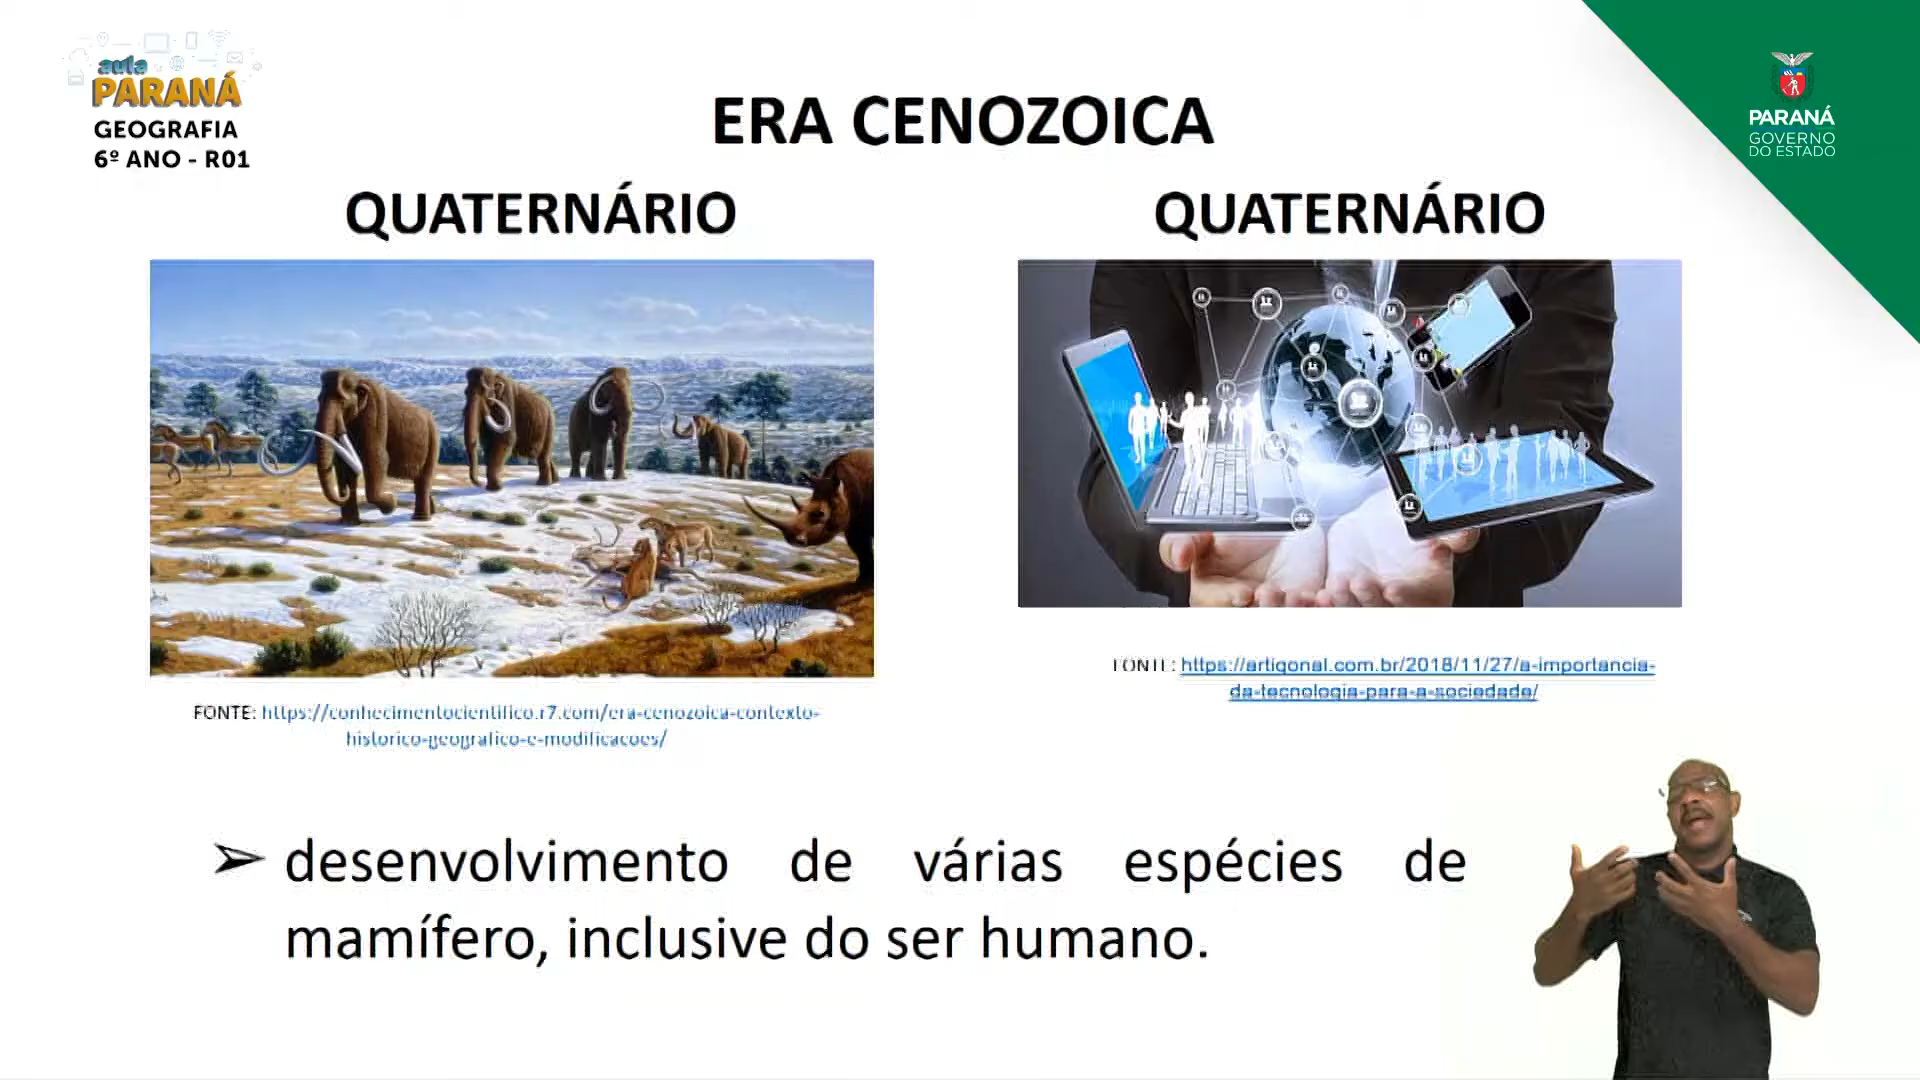 aula
PARANÁ
GEOGRAFIA
6º ANO - R01
ERA CENOZOICA
PARANÁ
GOVERNO
DO ESTADO
QUATERNÁRIO
QUATERNÁRIO
FONTE: https://conhecimentocientifico.r7.com/era-cenozoica-contexto-
historico-geografico-e-modificacoes/
FONTE: https://artigonal.com.br/2018/11/27/a-importancia-
da-tecnologia-para-a-sociedade/
➢ desenvolvimento de várias espécies de
mamífero, inclusive do ser humano.